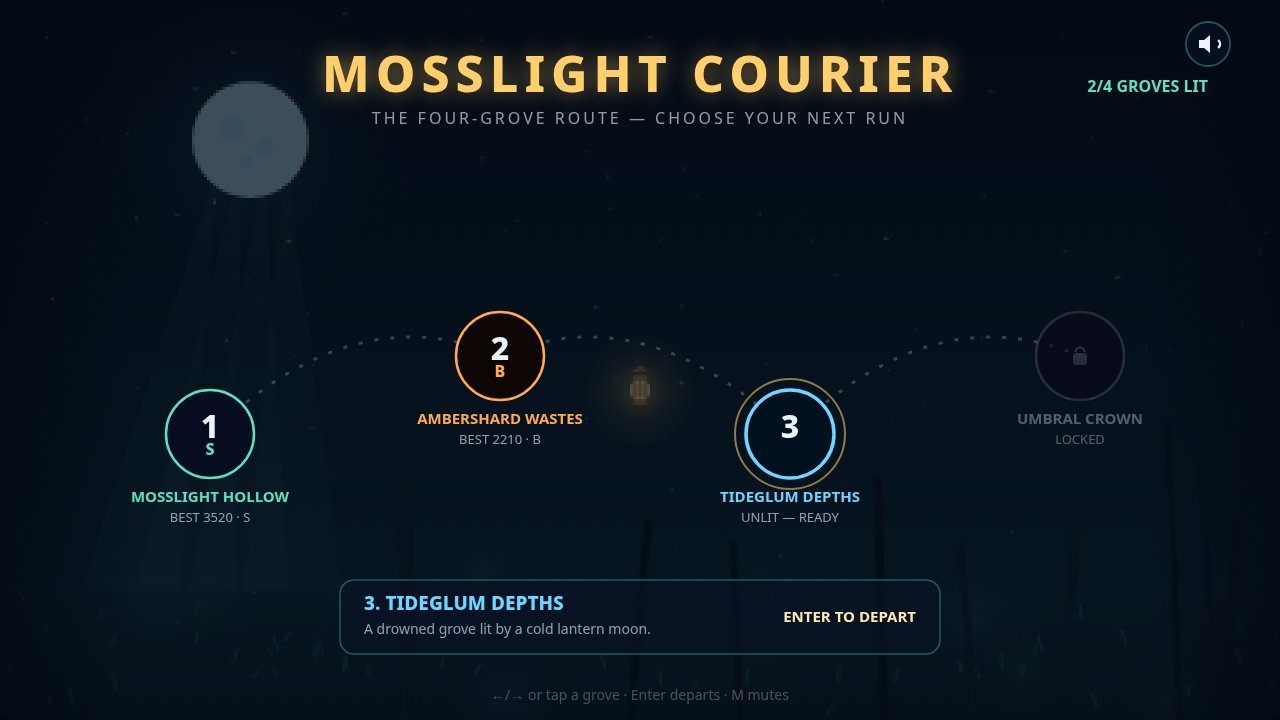 MOSSLIGHT COURIER
THE FOUR-GROVE ROUTE — CHOOSE YOUR NEXT RUN
2/4 GROVES LIT
1
S
MOSSLIGHT HOLLOW
BEST 3520 · S
2
B
AMBERSHARD WASTES
BEST 2210 · B
3
TIDEGLUM DEPTHS
UNLIT — READY
UMBRAL CROWN
LOCKED
3. TIDEGLUM DEPTHS
A drowned grove lit by a cold lantern moon.
ENTER TO DEPART
←/→ or tap a grove · Enter departs · M mutes